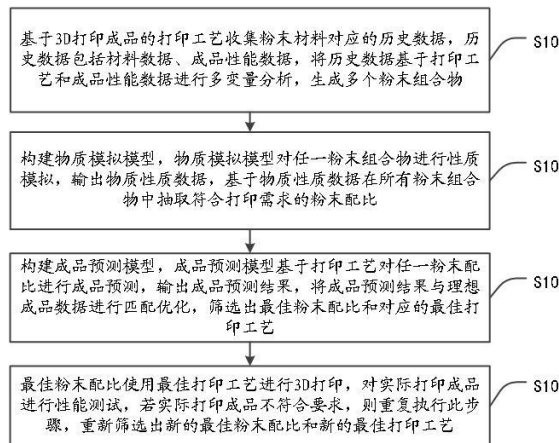 基于3D打印成品的打印工艺收集粉末材料对应的历史数据，历
史数据包括材料数据、成品性能数据，将历史数据基于打印工
艺和成品性能数据进行多变量分析，生成多个粉末组合物
S10
构建物质模拟模型，物质模拟模型对任一粉末组合物进行性质
模拟，输出物质性质数据，基于物质性质数据在所有粉末组合
物中抽取符合打印需求的粉末配比
S10
构建成品预测模型，成品预测模型基于打印工艺对任一粉末配
比进行成品预测，输出成品预测结果，将成品预测结果与理想
成品数据进行匹配优化，筛选出最佳粉末配比和对应的最佳打
印工艺
S10
最佳粉末配比使用最佳打印工艺进行3D打印，对实际打印成品
进行性能测试，若实际打印成品不符合要求，则重复执行此步
骤，重新筛选出新的最佳粉末配比和新的最佳打印工艺
S10